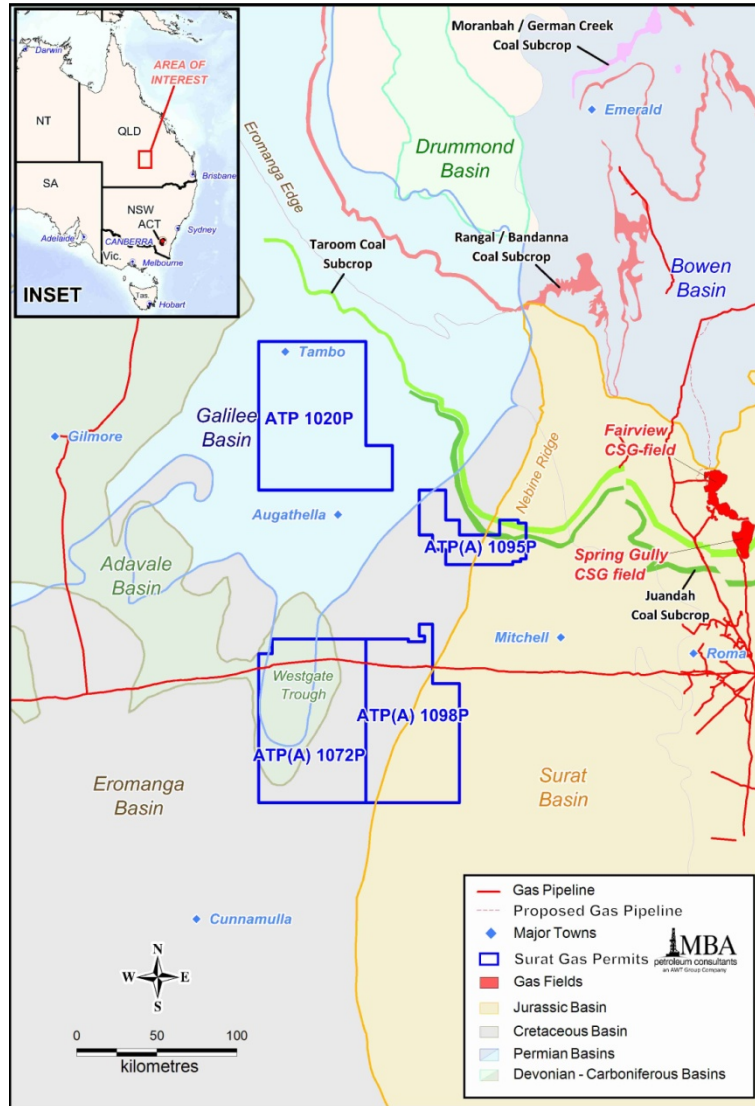 Moranbah / German Creek
Coal Subcrop
Darwin
AREA OF
INTEREST
NT
QLD
SA
Brisbane
NSW
ACT
Adelaide
CANBERRA
Sydney
Vic.
Melbourne
Tas.
Hobart
INSET
Emerald
Eromanga Edge
Drummond
Basin
Taroom Coal
Subcrop
Rangal / Bandanna
Coal Subcrop
Bowen
Basin
Tambo
Galilee
Basin
ATP 1020P
Gilmore
Nebine Ridge
Fairview
CSG-field
Augathella
ATP(A) 1095P
Spring Gully
CSG field
Adavale
Basin
Juandah
Coal Subcrop
Mitchell
Roma
Westgate
Trough
ATP(A) 1098P
ATP(A) 1072P
Eromanga
Basin
Surat
Basin
Cunnamulla
N
W
E
S
0 50 100
kilometres
Gas Pipeline
Proposed Gas Pipeline
Major Towns
Surat Gas Permits
Gas Fields
Jurassic Basin
Cretaceous Basin
Permian Basins
Devonian - Carboniferous Basins
MBA
petroleum consultants
an AWT Group Company